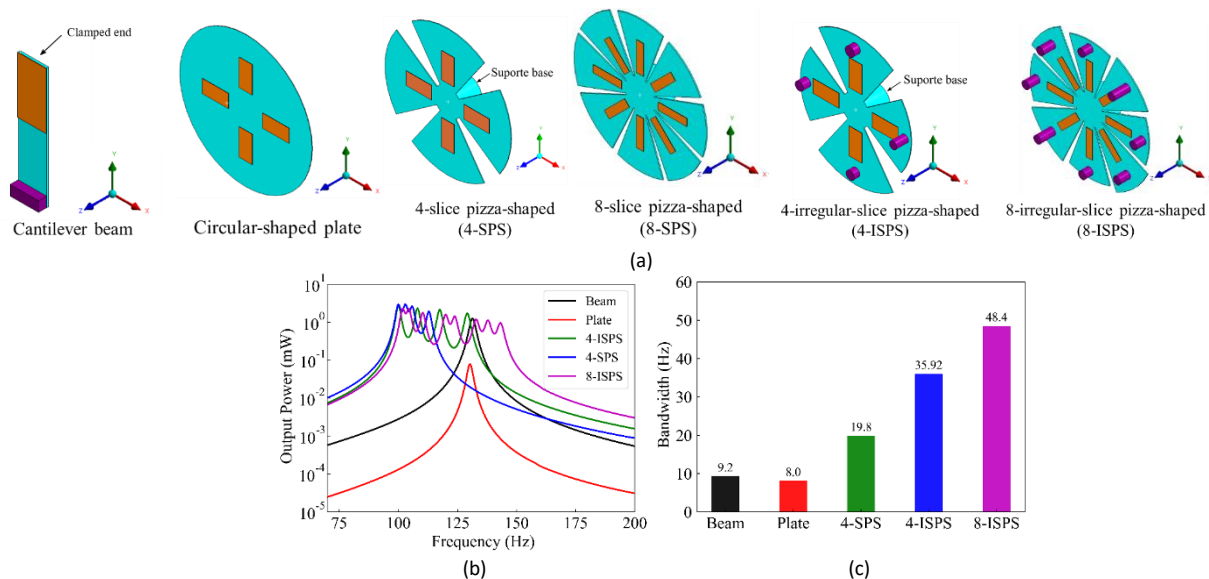 Clamped end
Z
Y
X
Cantilever beam
Z
Y
X
Circular-shaped plate
Suporte base
Z
Y
X
4-slice pizza-shaped
(4-SPS)
Z
Y
X
8-slice pizza-shaped
(8-SPS)
Suporte base
Z
Y
X
4-irregular-slice pizza-shaped
(4-ISPS)
Z
Y
X
8-irregular-slice pizza-shaped
(8-ISPS)
(a)
Output Power (mW)
10^1
10^0
10^-1
10^-2
10^-3
10^-4
10^-5
75 100 125 150 175 200
Frequency (Hz)
Beam
Plate
4-ISPS
4-SPS
8-ISPS
(b)
Bandwidth (Hz)
60
50
40
30
20
10
0
9.2
8.0
19.8
35.92
48.4
Beam Plate 4-SPS 4-ISPS 8-ISPS
(c)